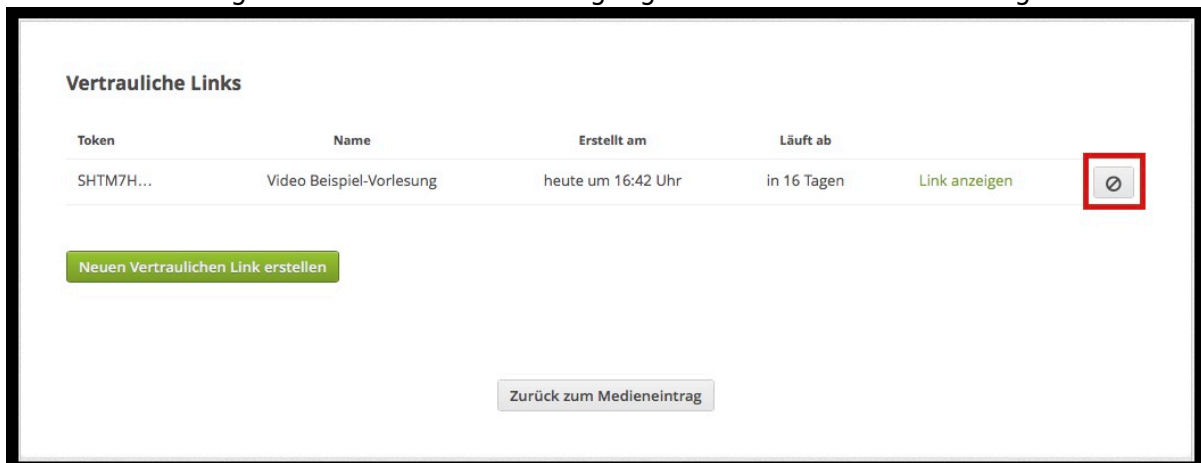 Vertrauliche Links
Token Name Erstellt am Läuft ab
SHTM7H... Video Beispiel-Vorlesung heute um 16:42 Uhr in 16 Tagen Link anzeigen
Neuen Vertraulichen Link erstellen
Zurück zum Medieneintrag